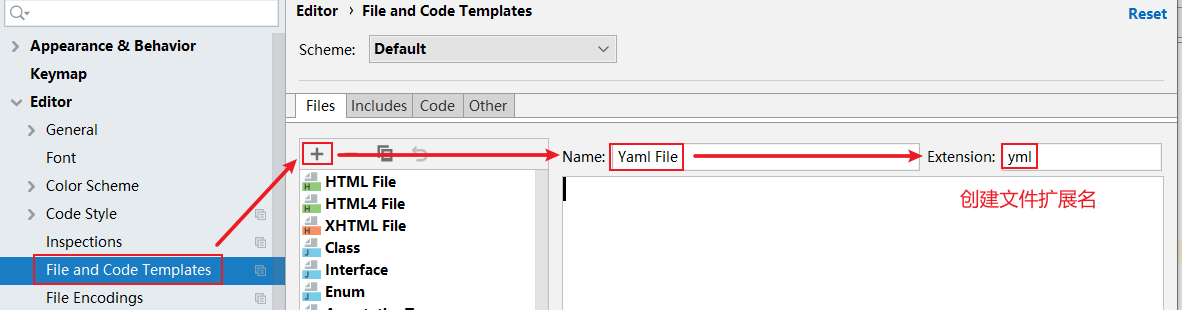 Editor › File and Code Templates
Reset
Appearance & Behavior
Keymap
Editor
General
Font
Color Scheme
Code Style
Inspections
File and Code Templates
File Encodings
Scheme: Default
Files Includes Code Other
Name: Yaml File Extension: yml
HTML File
HTML4 File
XHTML File
Class
Interface
Enum
创建文件扩展名